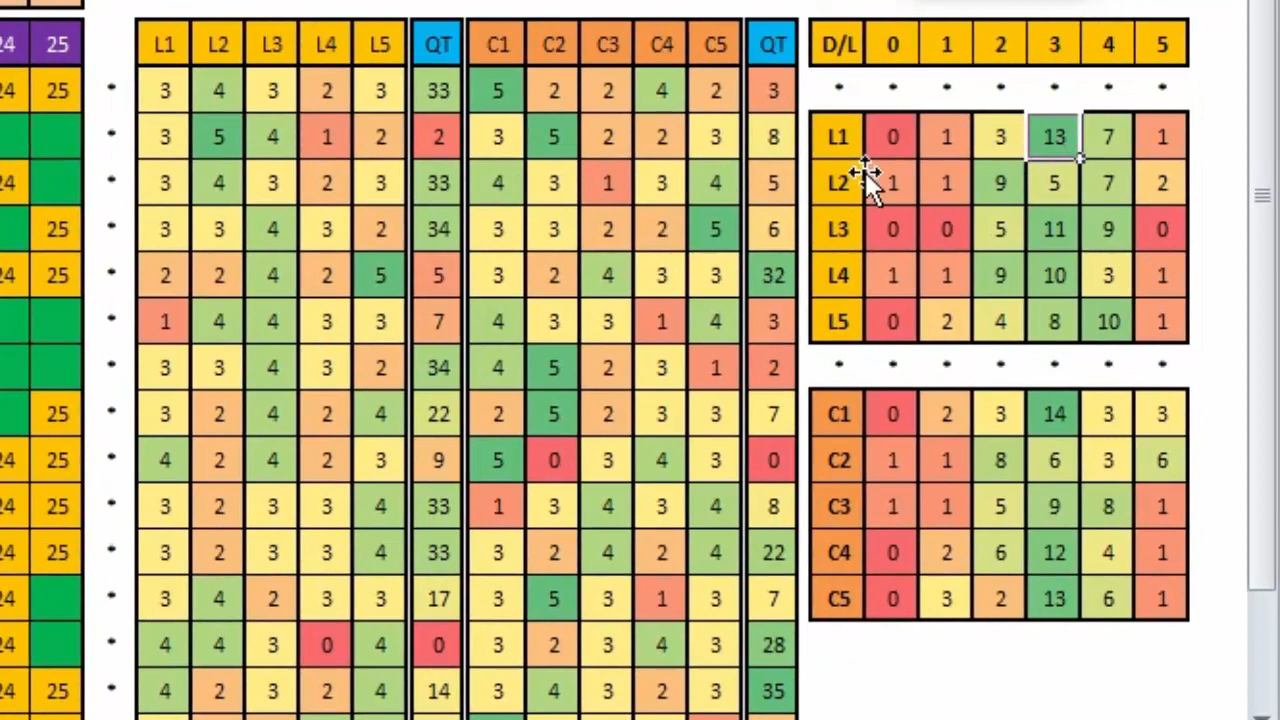 24 25 L1 L2 L3 L4 L5 QT C1 C2 C3 C4 C5 QT D/L 0 1 2 3 4 5
24 25 * 3 4 3 2 3 33 5 2 2 4 2 3 * * * * * * *
3 5 4 1 2 2 3 5 2 2 3 8 L1 0 1 3 13 7 1
24 * 3 4 3 2 3 33 4 3 1 3 4 5 L2 1 1 9 5 7 2
25 * 3 3 4 3 2 34 3 3 2 2 5 6 L3 0 0 5 11 9 0
24 25 * 2 2 4 2 5 5 3 2 4 3 3 32 L4 1 1 9 10 3 1
* 1 4 4 3 3 7 4 3 3 1 4 3 L5 0 2 4 8 10 1
* 3 3 4 3 2 34 4 5 2 3 1 2 * * * * * * *
25 * 3 2 4 2 4 22 2 5 2 3 3 7 C1 0 2 3 14 3 3
24 25 * 4 2 4 2 3 9 5 0 3 4 3 0 C2 1 1 8 6 3 6
24 25 * 3 2 3 3 4 33 1 3 4 3 4 8 C3 1 1 5 9 8 1
24 25 * 3 2 3 3 4 33 3 2 4 2 4 22 C4 0 2 6 12 4 1
24 * 3 4 2 3 3 17 3 5 3 1 3 7 C5 0 3 2 13 6 1
24 * 4 4 3 0 4 0 3 2 3 4 3 28
24 25 * 4 2 3 2 4 14 3 4 3 2 3 35